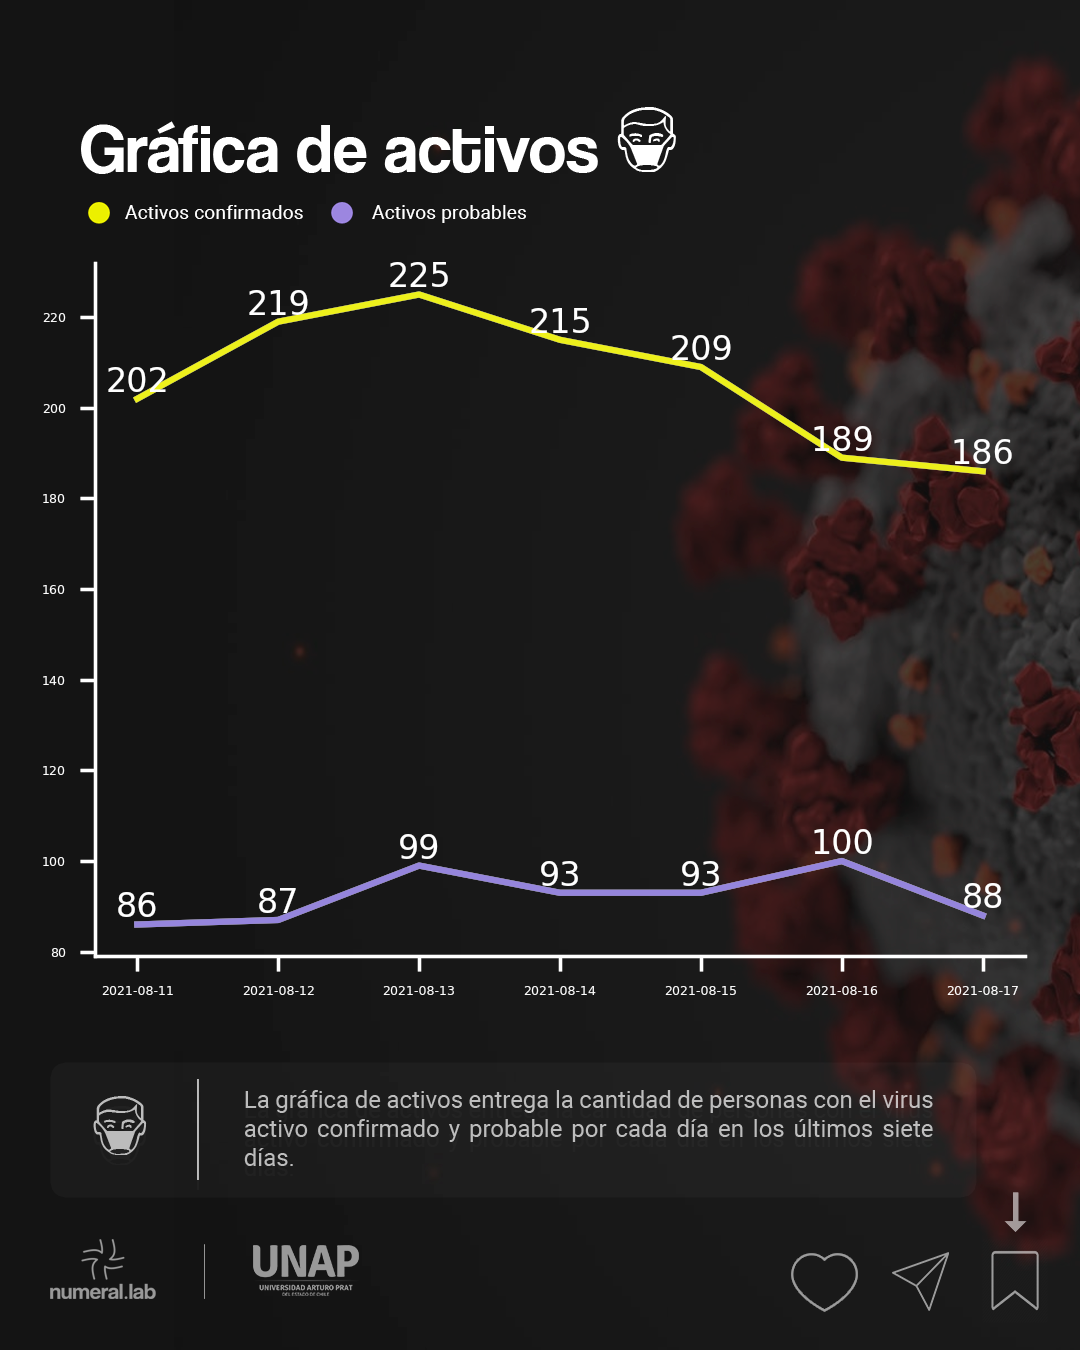 Gráfica de activos
Activos confirmados Activos probables
225
219
220
215
209
202
200
189
186
180
160
140
120
100
99
100
93
93
86
87
88
80
2021-08-11 2021-08-12 2021-08-13 2021-08-14 2021-08-15 2021-08-16 2021-08-17
La gráfica de activos entrega la cantidad de personas con el virus
activo confirmado y probable por cada día en los últimos siete
días.
numeral.lab
UNAP
UNIVERSIDAD ARTURO PRAT
DEL ESTADO DE CHILE